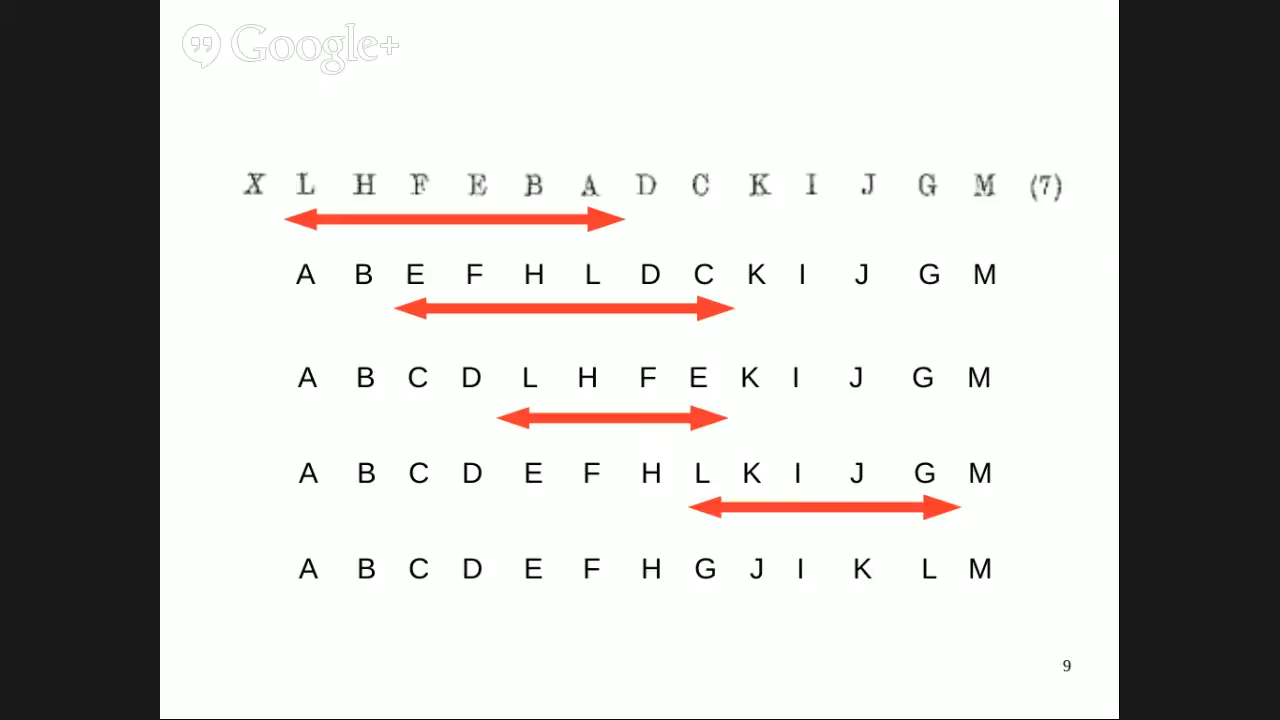 Google+
X L H F E B A D C K I J G M (7)
A B E F H L D C K I J G M
A B C D L H F E K I J G M
A B C D E F H L K I J G M
A B C D E F H G J I K L M
9